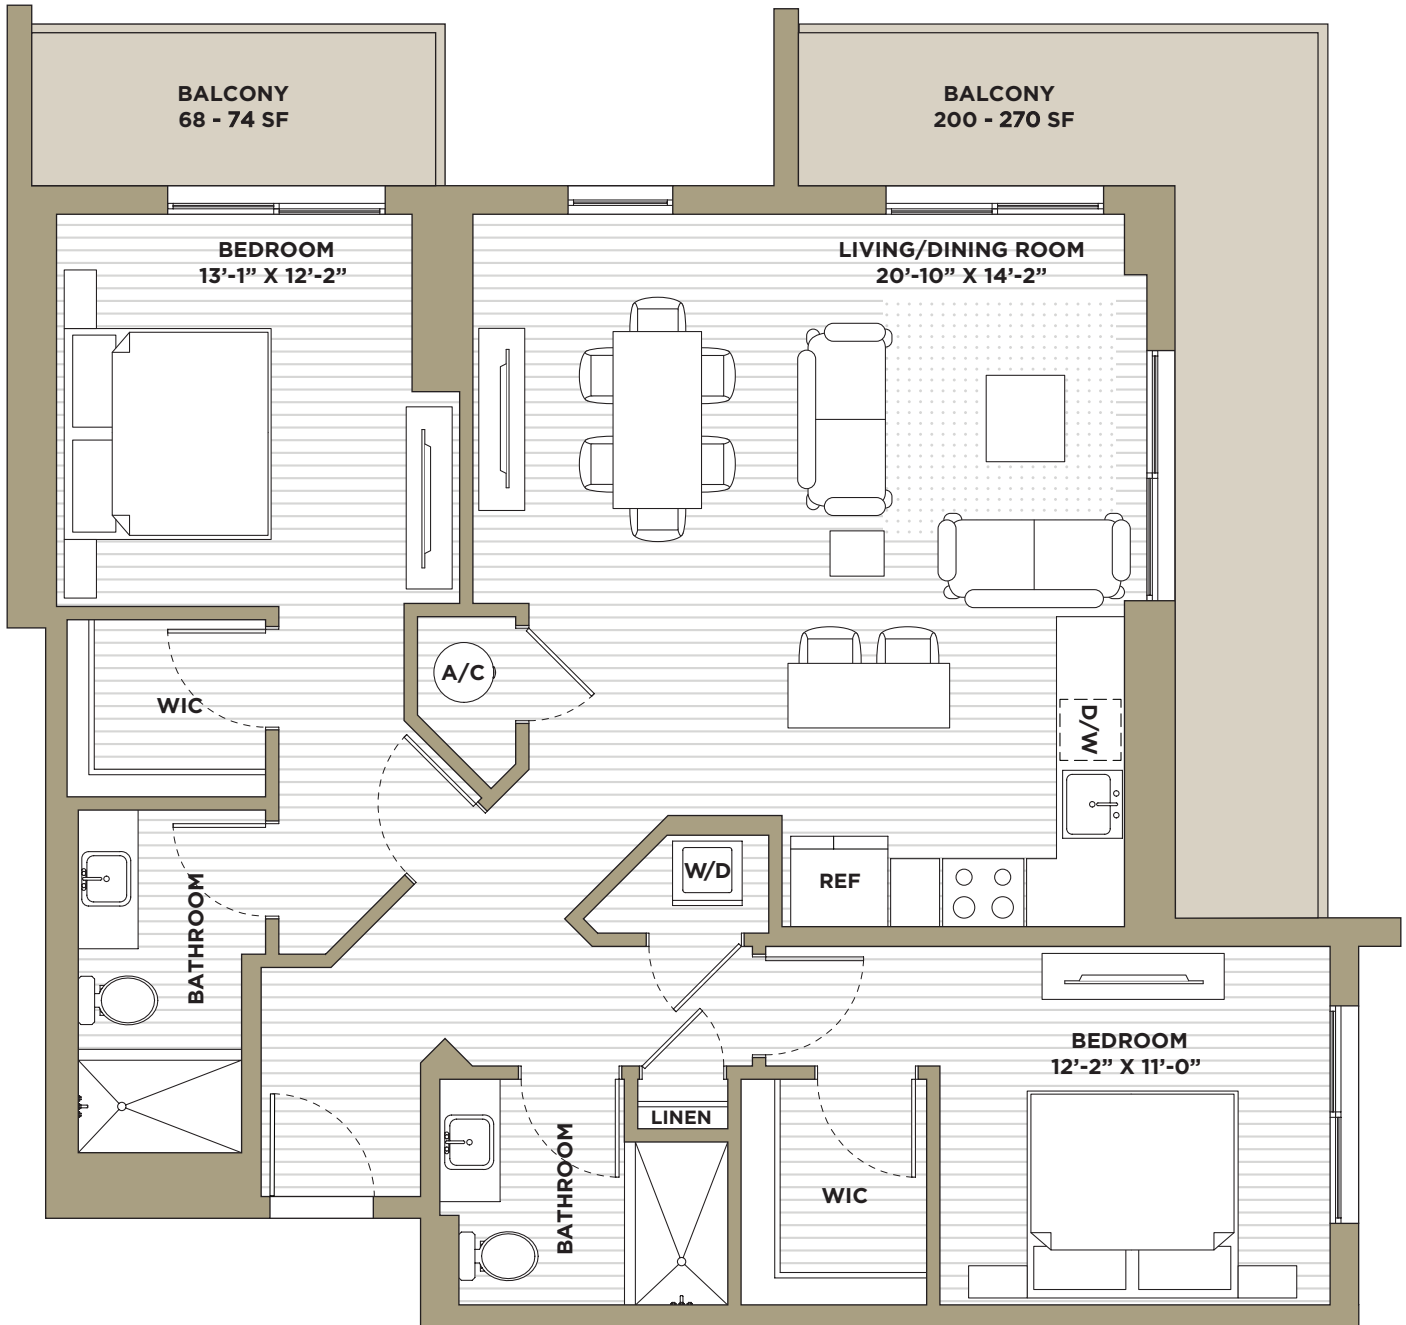 BALCONY
68 - 74 SF
BALCONY
200 - 270 SF
BEDROOM
13’-1” X 12’-2”
LIVING/DINING ROOM
20’-10” X 14’-2”
A/C
WIC
D/W
W/D
REF
BATHROOM
BEDROOM
12’-2” X 11’-0”
LINEN
BATHROOM
WIC